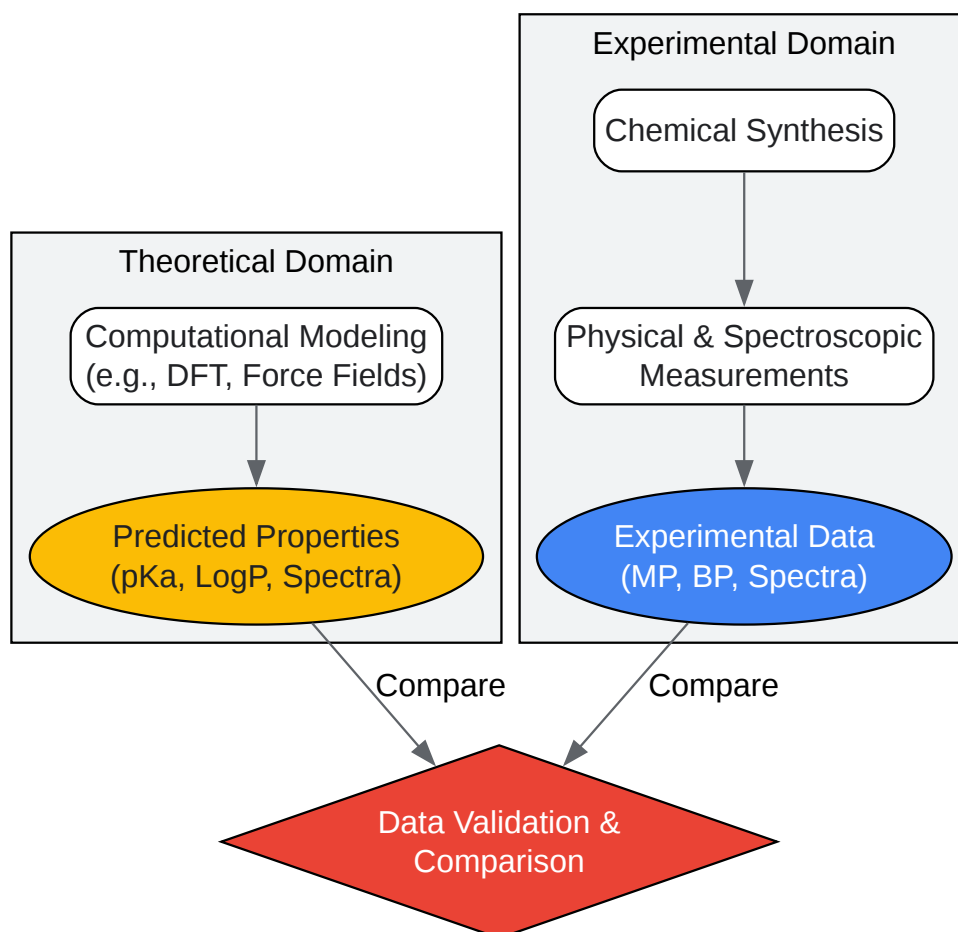 Experimental Domain
Chemical Synthesis
Theoretical Domain
Computational Modeling
(e.g., DFT, Force Fields)
Physical & Spectroscopic
Measurements
Predicted Properties
(pKa, LogP, Spectra)
Experimental Data
(MP, BP, Spectra)
Compare
Compare
Data Validation &
Comparison